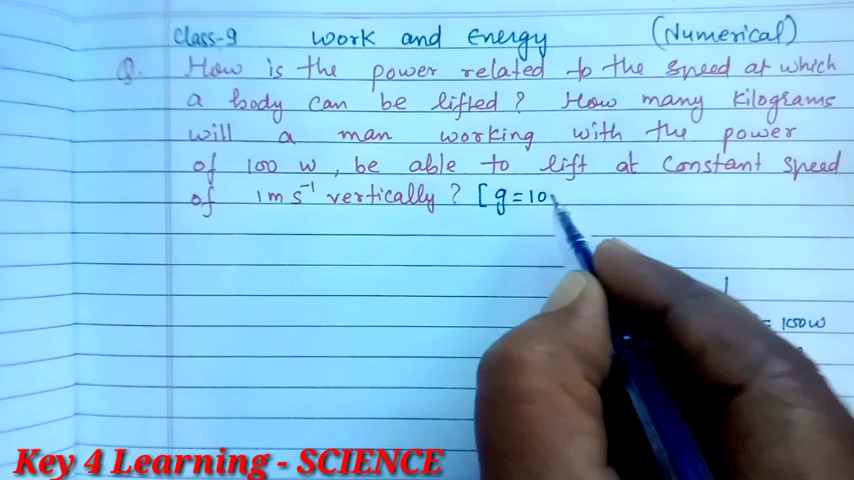 Class-9 Work and Energy (Numerical)
Q. How is the power related to the speed at which
a body can be lifted? How many kilograms
will a man working with the power
of 100 W, be able to lift at constant speed
of 1 m s⁻¹ vertically? [g=10
= 100W
Key 4 Learning - SCIENCE